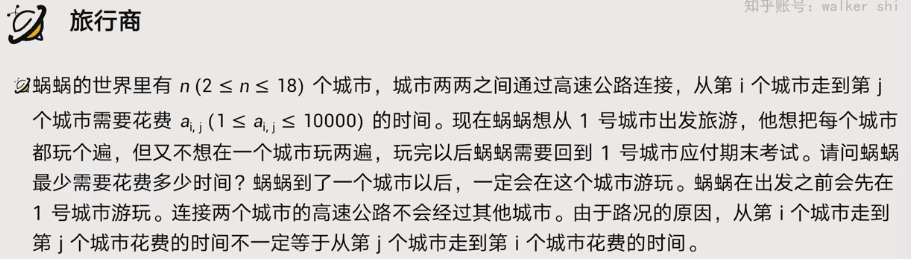 知乎账号：walker shi
旅行商
蜗蜗的世界里有 n (2 ≤ n ≤ 18) 个城市，城市两两之间通过高速公路连接，从第 i 个城市走到第 j
个城市需要花费 aᵢ,ⱼ (1 ≤ aᵢ,ⱼ ≤ 10000) 的时间。现在蜗蜗想从 1 号城市出发旅游，他想把每个城市
都玩个遍，但又不想在一个城市玩两遍，玩完以后蜗蜗需要回到 1 号城市应付期末考试。请问蜗蜗
最少需要花费多少时间？蜗蜗到了一个城市以后，一定会在这个城市游玩。蜗蜗在出发之前会先在
1 号城市游玩。连接两个城市的高速公路不会经过其他城市。由于路况的原因，从第 i 个城市走到
第 j 个城市花费的时间不一定等于从第 j 个城市走到第 i 个城市花费的时间。